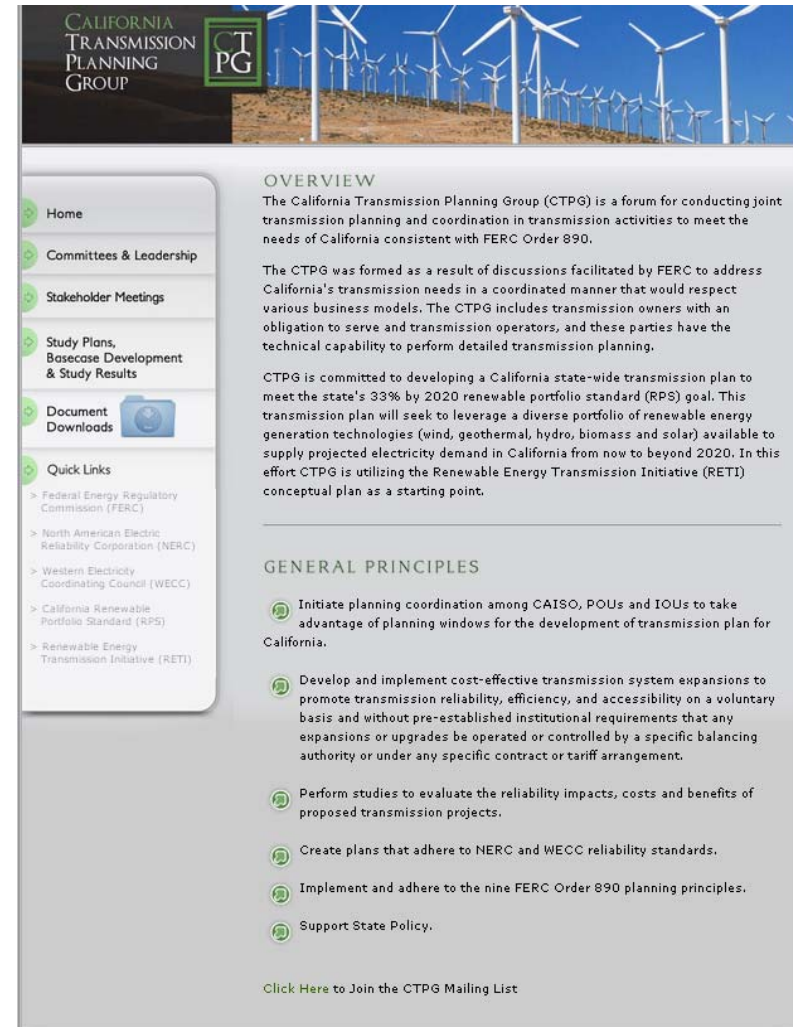 CALIFORNIA
TRANSMISSION
PLANNING
GROUP
CT
PG
Home
Committees & Leadership
Stakeholder Meetings
Study Plans,
Basecase Development
& Study Results
Document
Downloads
Quick Links
> Federal Energy Regulatory
Commission (FERC)
> North American Electric
Reliability Corporation (NERC)
> Western Electricity
Coordinating Council (WECC)
> California Renewable
Portfolio Standard (RPS)
> Renewable Energy
Transmission Initiative (RETI)
OVERVIEW
The California Transmission Planning Group (CTPG) is a forum for conducting joint
transmission planning and coordination in transmission activities to meet the
needs of California consistent with FERC Order 890.
The CTPG was formed as a result of discussions facilitated by FERC to address
California's transmission needs in a coordinated manner that would respect
various business models. The CTPG includes transmission owners with an
obligation to serve and transmission operators, and these parties have the
technical capability to perform detailed transmission planning.
CTPG is committed to developing a California state-wide transmission plan to
meet the state's 33% by 2020 renewable portfolio standard (RPS) goal. This
transmission plan will seek to leverage a diverse portfolio of renewable energy
generation technologies (wind, geothermal, hydro, biomass and solar) available to
supply projected electricity demand in California from now to beyond 2020. In this
effort CTPG is utilizing the Renewable Energy Transmission Initiative (RETI)
conceptual plan as a starting point.
GENERAL PRINCIPLES
Initiate planning coordination among CAISO, POUs and IOUs to take
advantage of planning windows for the development of transmission plan for
California.
Develop and implement cost-effective transmission system expansions to
promote transmission reliability, efficiency, and accessibility on a voluntary
basis and without pre-established institutional requirements that any
expansions or upgrades be operated or controlled by a specific balancing
authority or under any specific contract or tariff arrangement.
Perform studies to evaluate the reliability impacts, costs and benefits of
proposed transmission projects.
Create plans that adhere to NERC and WECC reliability standards.
Implement and adhere to the nine FERC Order 890 planning principles.
Support State Policy.
Click Here to Join the CTPG Mailing List